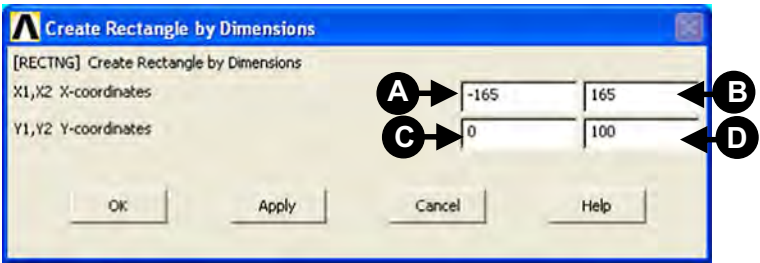 Create Rectangle by Dimensions
[RECTNG] Create Rectangle by Dimensions
X1,X2 X-coordinates A -165 165 B
Y1,Y2 Y-coordinates C 0 100 D
OK Apply Cancel Help